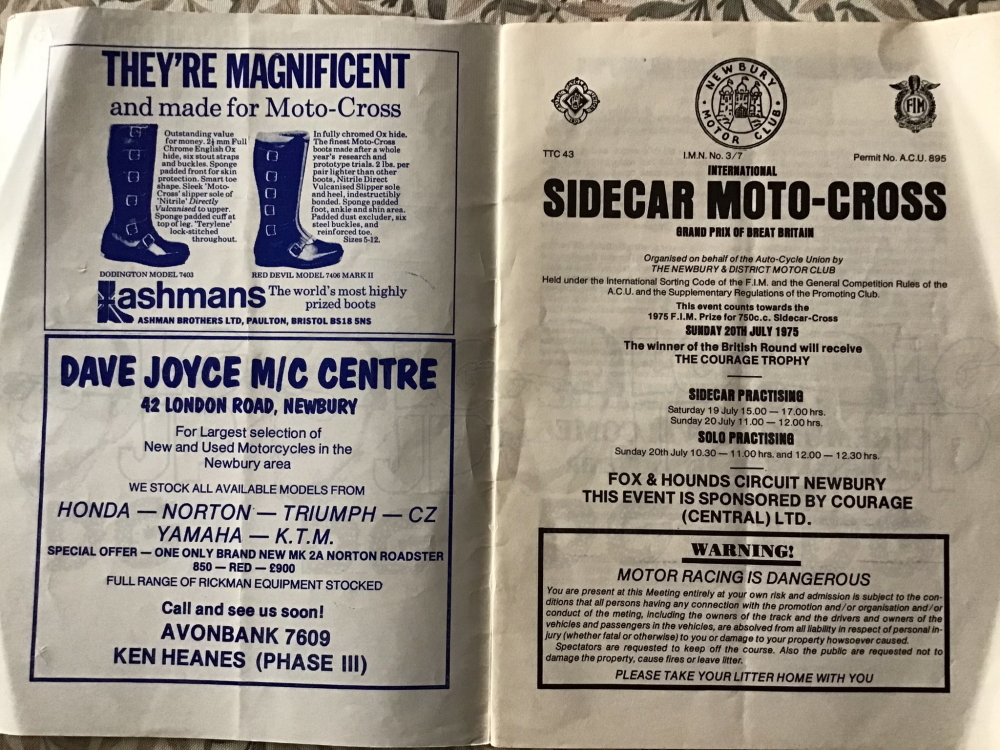 THEY'RE MAGNIFICENT
and made for Moto-Cross
Outstanding value
for money. 2½ mm Full
Chrome English Ox
hide, six stout straps
and buckles. Sponge
padded front for skin
protection. Smart toe
shape. Sleek 'Moto-
Cross' slipper sole of
'Nitrile' Directly
Vulcanised to upper.
Sponge padded cuff at
top of leg. 'Terylene'
lock-stitched
throughout.
In fully chromed Ox hide.
The finest Moto-Cross
boots made after a whole
year's research and
prototype trials. 2 lbs. per
pair lighter than other
boots, Nitrile Direct
Vulcanised Slipper sole
and heel, indestructibly
bonded. Sponge padded
foot, ankle and shin area.
Padded dust excluder, six
steel buckles, and
reinforced toe.
Sizes 5-12.
DODINGTON MODEL 7403
RED DEVIL MODEL 7406 MARK II
ashmans The world's most highly
prized boots
ASHMAN BROTHERS LTD, PAULTON, BRISTOL BS18 5NS
DAVE JOYCE M/C CENTRE
42 LONDON ROAD, NEWBURY
For Largest selection of
New and Used Motorcycles in the
Newbury area
WE STOCK ALL AVAILABLE MODELS FROM
HONDA — NORTON — TRIUMPH — CZ
YAMAHA — K.T.M.
SPECIAL OFFER — ONE ONLY BRAND NEW MK 2A NORTON ROADSTER
850 — RED — £900
FULL RANGE OF RICKMAN EQUIPMENT STOCKED
Call and see us soon!
AVONBANK 7609
KEN HEANES (PHASE III)
NEWBURY
MOTOR CLUB
FIM
TTC 43
I.M.N. No. 3/7
Permit No. A.C.U. 895
INTERNATIONAL
SIDECAR MOTO-CROSS
GRAND PRIX OF BREAT BRITAIN
Organised on behalf of the Auto-Cycle Union by
THE NEWBURY & DISTRICT MOTOR CLUB
Held under the International Sorting Code of the F.I.M. and the General Competition Rules of the
A.C.U. and the Supplementary Regulations of the Promoting Club.
This event counts towards the
1975 F.I.M. Prize for 750c.c. Sidecar-Cross
SUNDAY 20TH JULY 1975
The winner of the British Round will receive
THE COURAGE TROPHY
SIDECAR PRACTISING
Saturday 19 July 15.00 — 17.00 hrs.
Sunday 20 July 11.00 — 12.00 hrs.
SOLO PRACTISING
Sunday 20th July 10.30 — 11.00 hrs. and 12.00 — 12.30 hrs.
FOX & HOUNDS CIRCUIT NEWBURY
THIS EVENT IS SPONSORED BY COURAGE
(CENTRAL) LTD.
WARNING!
MOTOR RACING IS DANGEROUS
You are present at this Meeting entirely at your own risk and admission is subject to the con-
ditions that all persons having any connection with the promotion and/or organisation and/or
conduct of the meting, including the owners of the track and the drivers and owners of the
vehicles and passengers in the vehicles, are absolved from all liability in respect of personal in-
jury (whether fatal or otherwise) to you or damage to your property howsoever caused.
Spectators are requested to keep off the course. Also the public are requested not to
damage the property, cause fires or leave litter.
PLEASE TAKE YOUR LITTER HOME WITH YOU